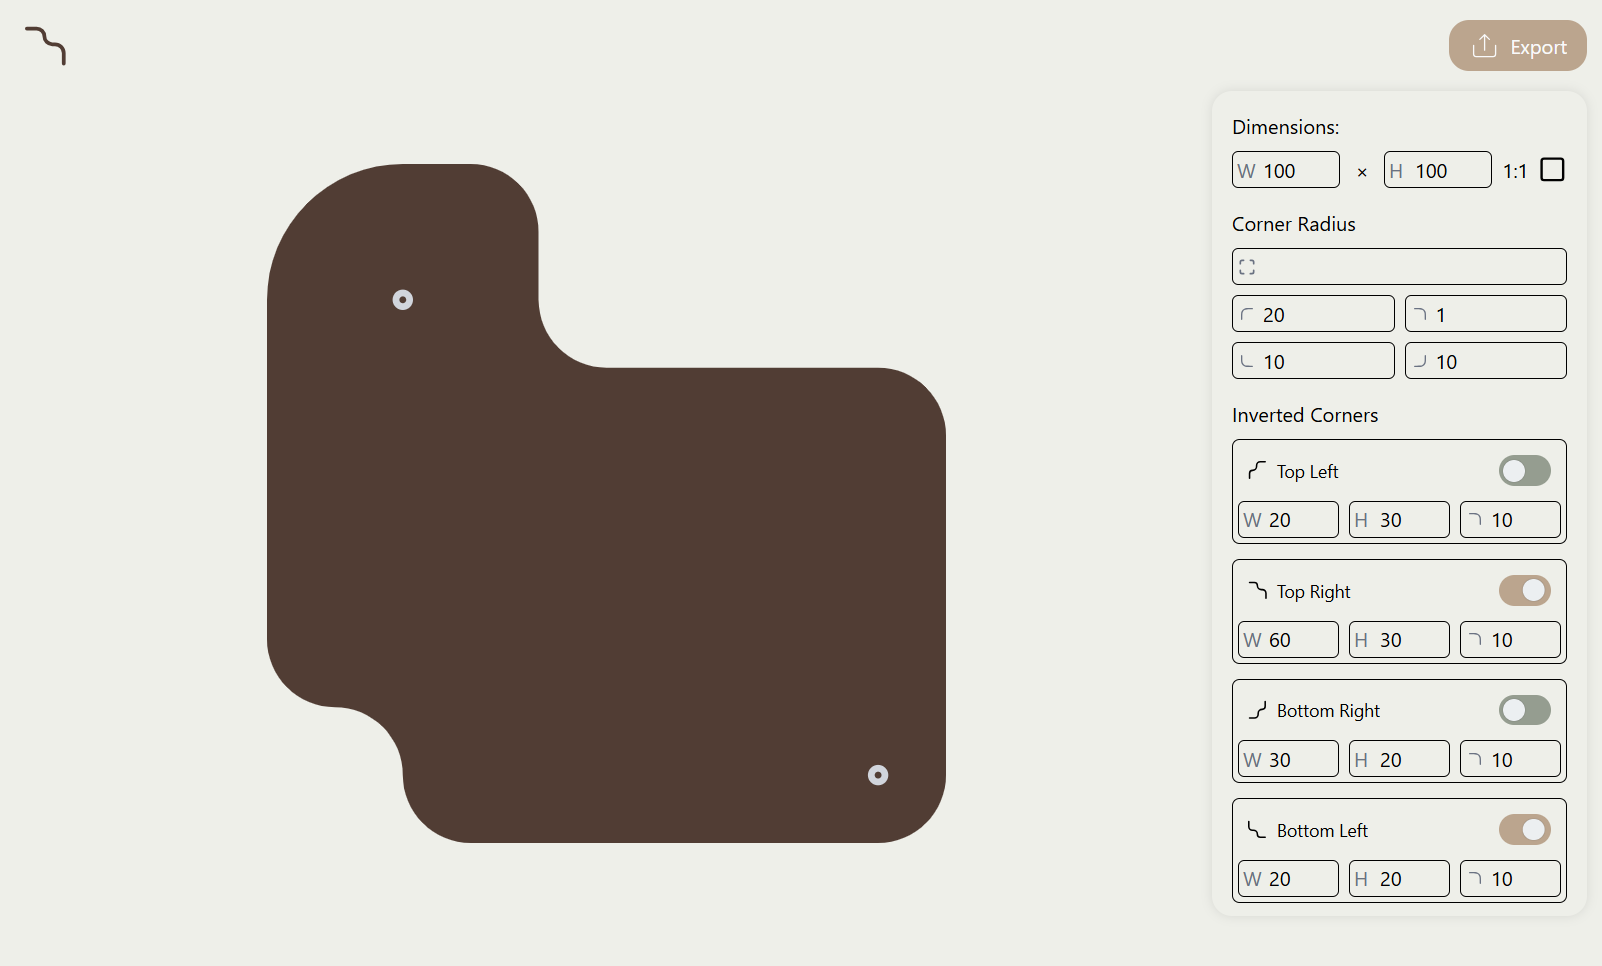 Export
Dimensions:
W 100 × H 100 1:1
Corner Radius
20 1
10 10
Inverted Corners
Top Left
W 20 H 30 10
Top Right
W 60 H 30 10
Bottom Right
W 30 H 20 10
Bottom Left
W 20 H 20 10